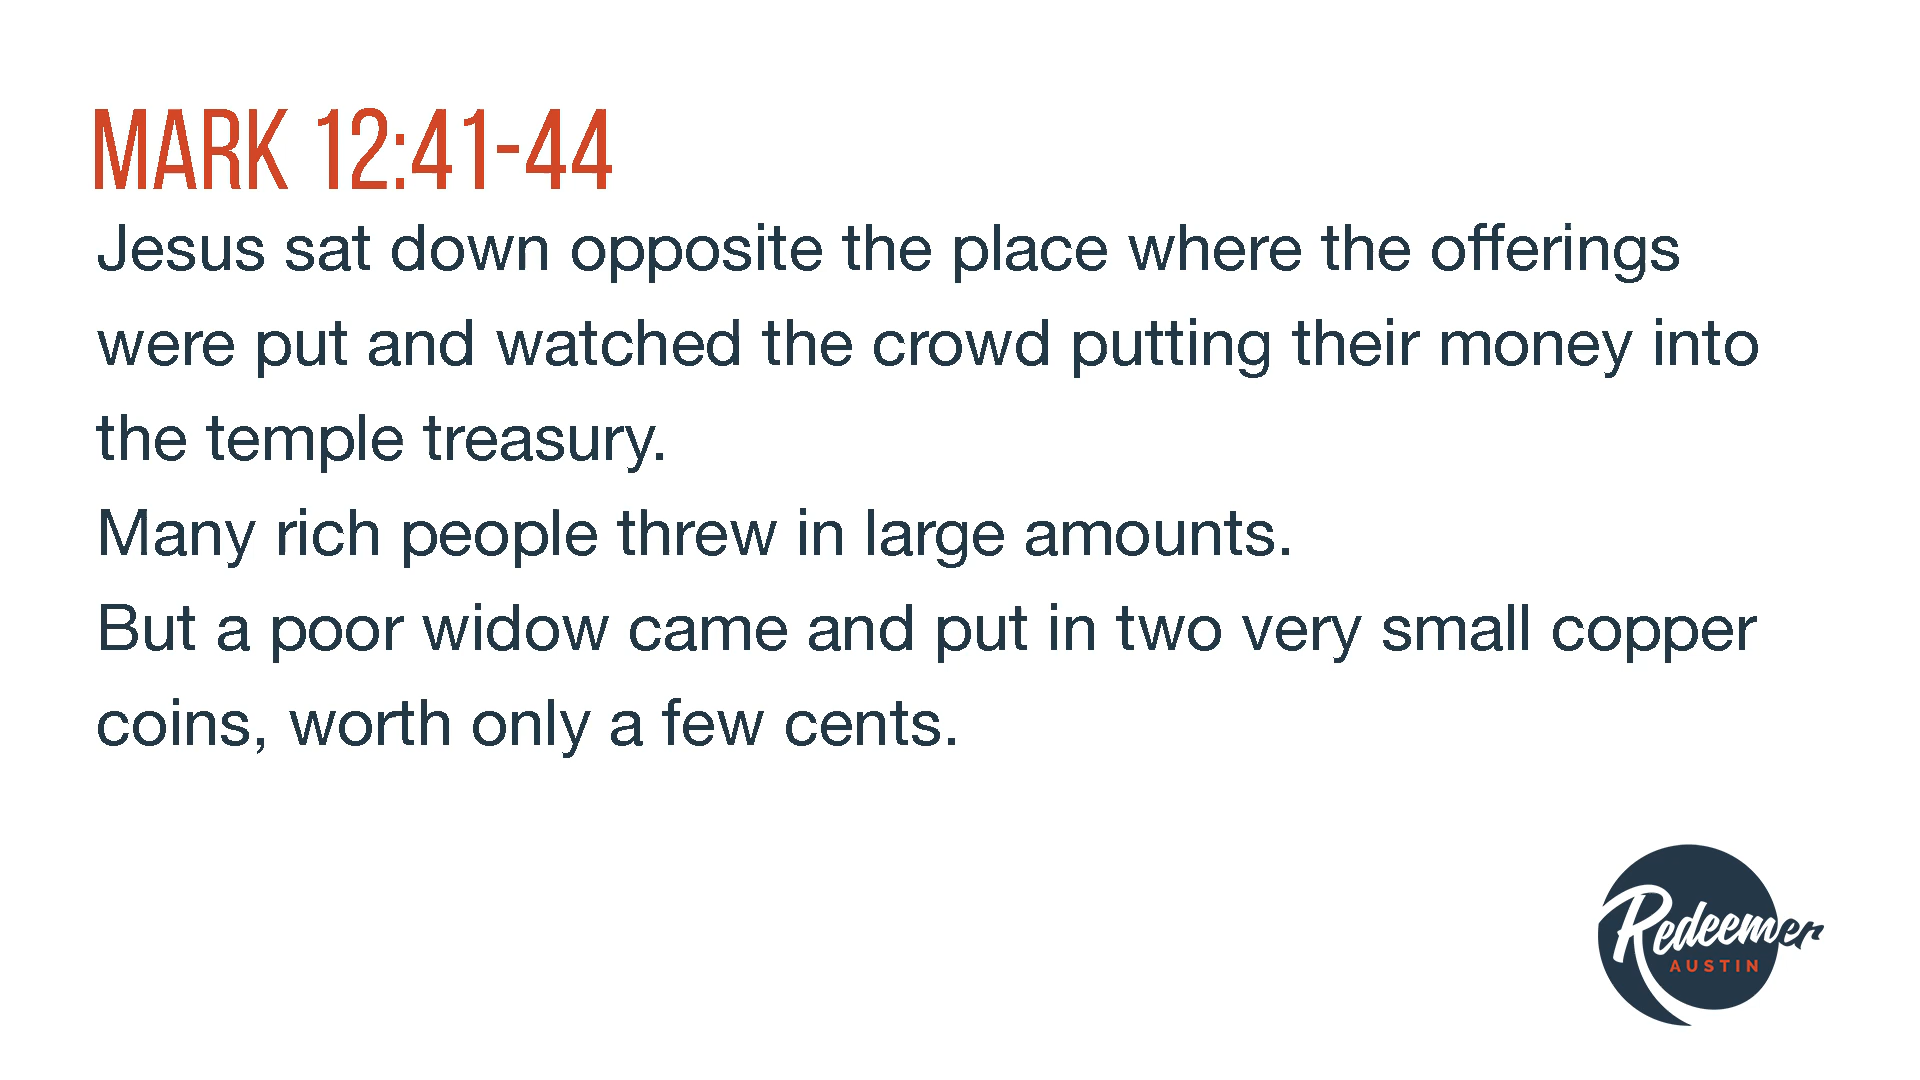 MARK 12:41-44
Jesus sat down opposite the place where the offerings
were put and watched the crowd putting their money into
the temple treasury.
Many rich people threw in large amounts.
But a poor widow came and put in two very small copper
coins, worth only a few cents.
Redeemer
AUSTIN